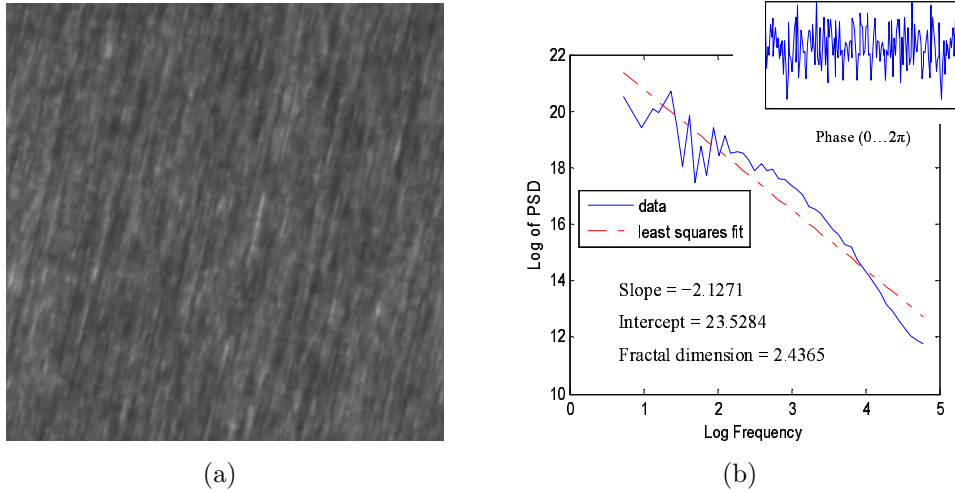 22
20
18
16
14
12
10
Log of PSD
0 1 2 3 4 5
Log Frequency
data
least squares fit
Slope = −2.1271
Intercept = 23.5284
Fractal dimension = 2.4365
Phase (0...2π)
(a)
(b)